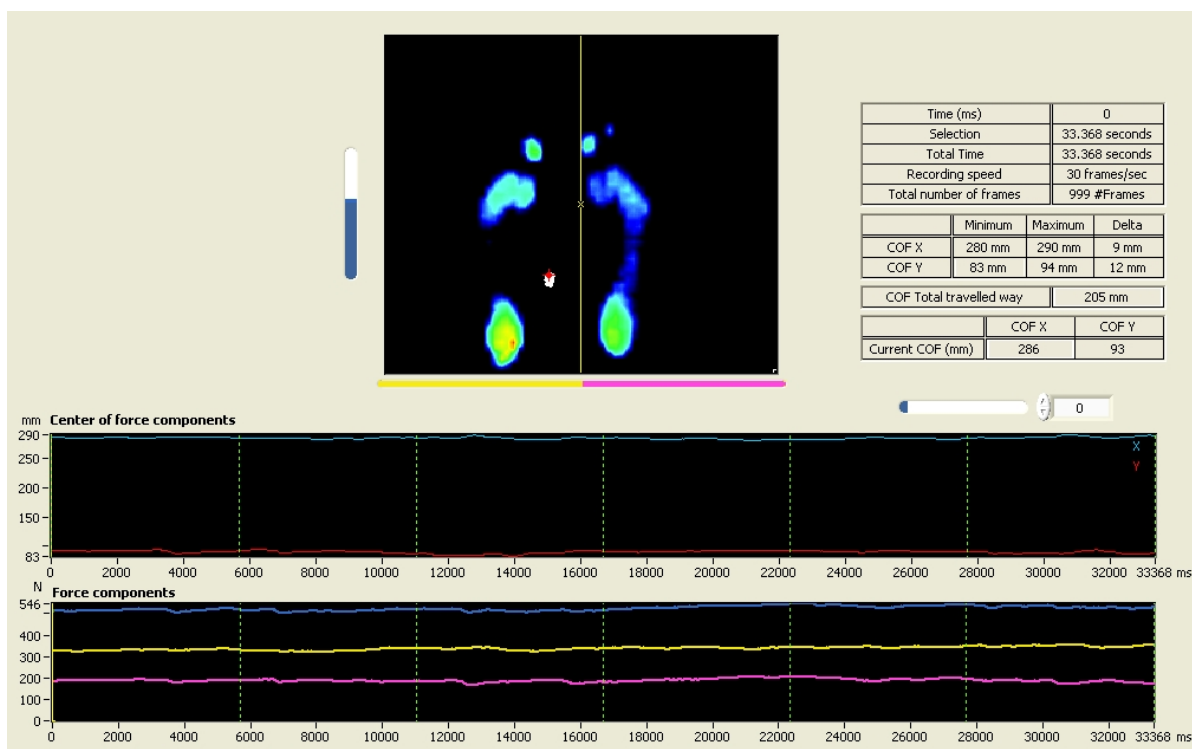 Time (ms) 0
Selection 33.368 seconds
Total Time 33.368 seconds
Recording speed 30 frames/sec
Total number of frames 999 #Frames
Minimum Maximum Delta
COF X 280 mm 290 mm 9 mm
COF Y 83 mm 94 mm 12 mm
COF Total travelled way 205 mm
COF X COF Y
Current COF (mm) 286 93
0
mm Center of force components
290
250
200
150
83
X
Y
0 2000 4000 6000 8000 10000 12000 14000 16000 18000 20000 22000 24000 26000 28000 30000 32000 33368 ms
N Force components
546
400
300
200
100
0
0 2000 4000 6000 8000 10000 12000 14000 16000 18000 20000 22000 24000 26000 28000 30000 32000 33368 ms